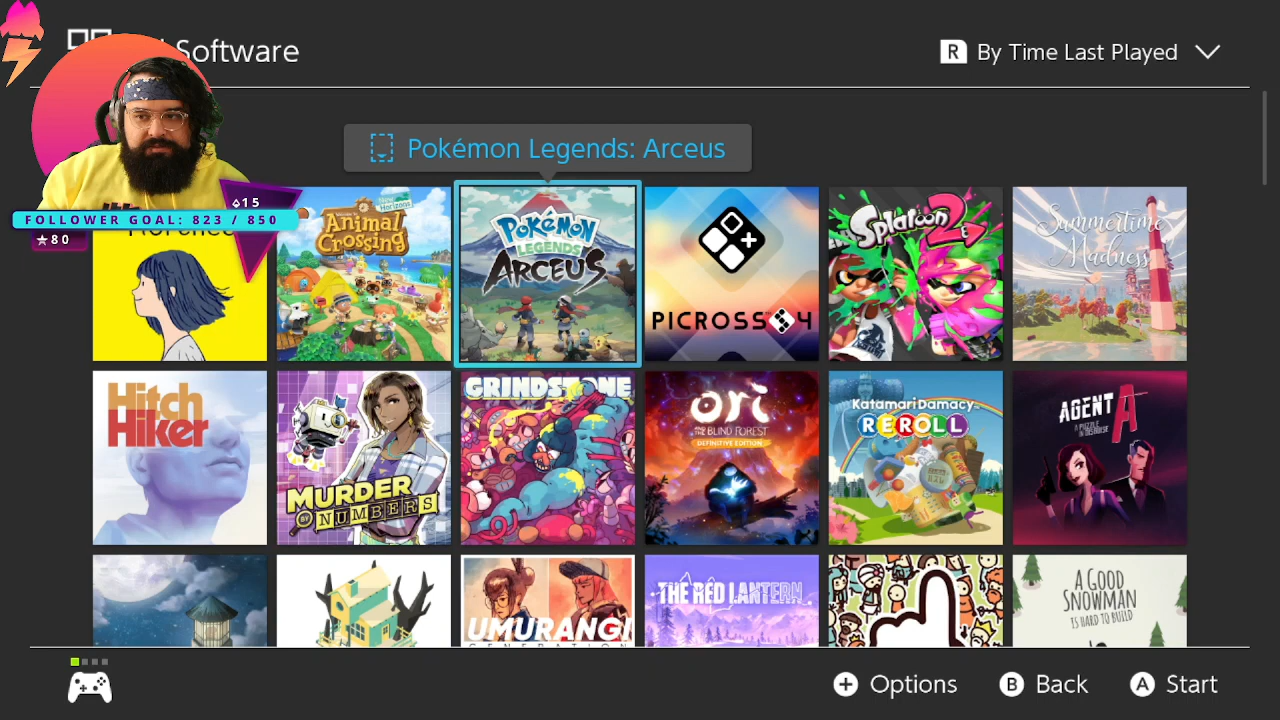 Software
R By Time Last Played
Pokémon Legends: Arceus
15
FOLLOWER GOAL: 823 / 850
★80
Animal Crossing
New Horizons
Pokémon
LEGENDS
ARCEUS
PICROSS S4
Splatoon 2
Summertime Madness
Hitch Hiker
MURDER
BY NUMBERS
GRINDSTONE
ori
AND THE BLIND FOREST
DEFINITIVE EDITION
Katamari Damacy
REROLL
AGENT A
A PUZZLE IN DISGUISE
UMURANGI
GENERATION
THE RED LANTERN
A GOOD
SNOWMAN
IS HARD TO BUILD
+ Options
B Back
A Start